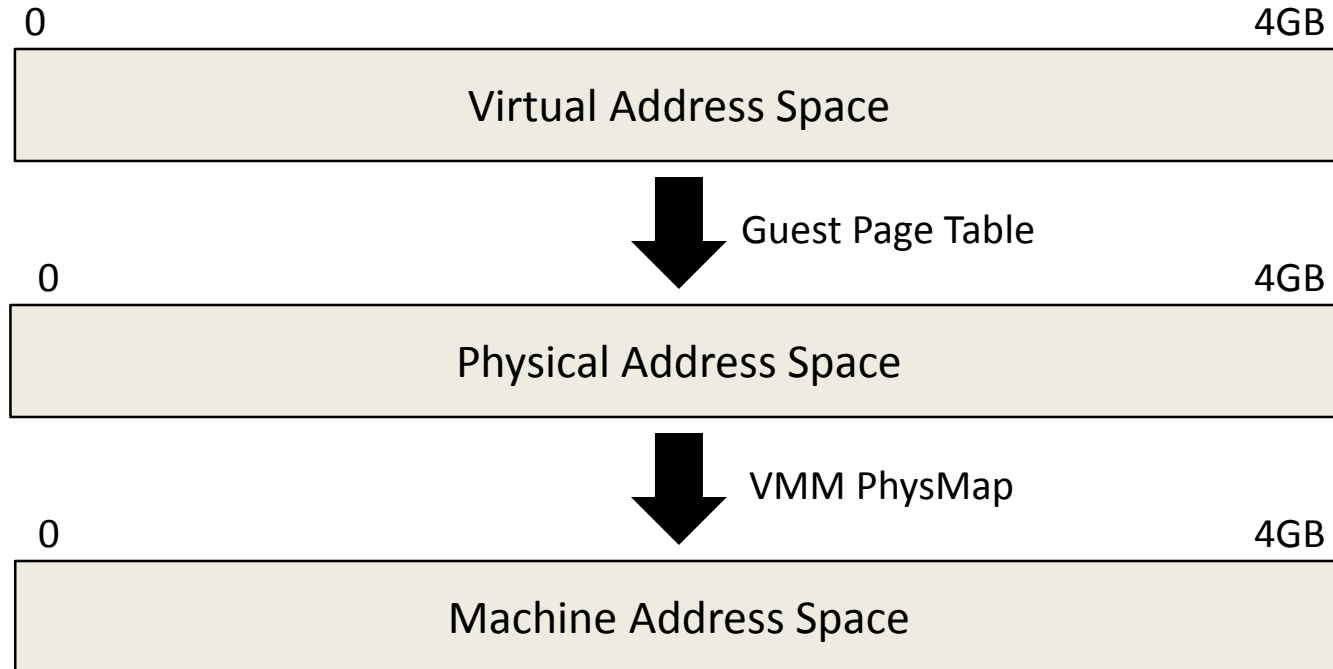 0 4GB
Virtual Address Space
Guest Page Table
0 4GB
Physical Address Space
VMM PhysMap
0 4GB
Machine Address Space